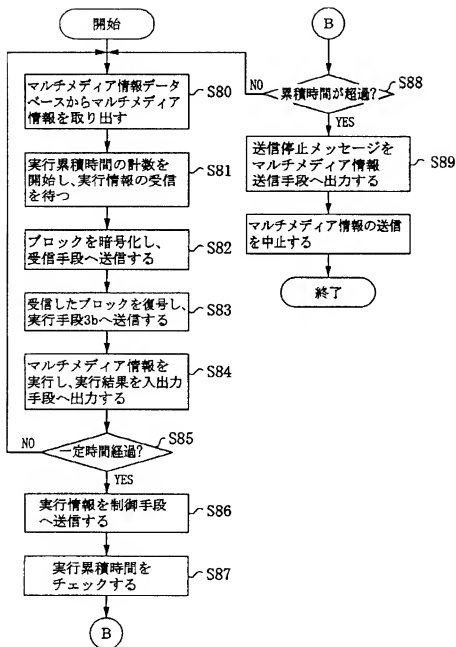 開始
マルチメディア情報データ
ベースからマルチメディア
情報を取り出す
S80
実行累積時間の計数を
開始し、実行情報の受信
を待つ
S81
ブロックを暗号化し、
受信手段へ送信する
S82
受信したブロックを復号し、
実行手段3bへ送信する
S83
マルチメディア情報を
実行し、実行結果を入出力
手段へ出力する
S84
一定時間経過?
S85
NO
YES
実行情報を制御手段
へ送信する
S86
実行累積時間を
チェックする
S87
B
B
累積時間が超過?
S88
NO
YES
送信停止メッセージを
マルチメディア情報
送信手段へ出力する
S89
マルチメディア情報の送信
を中止する
終了